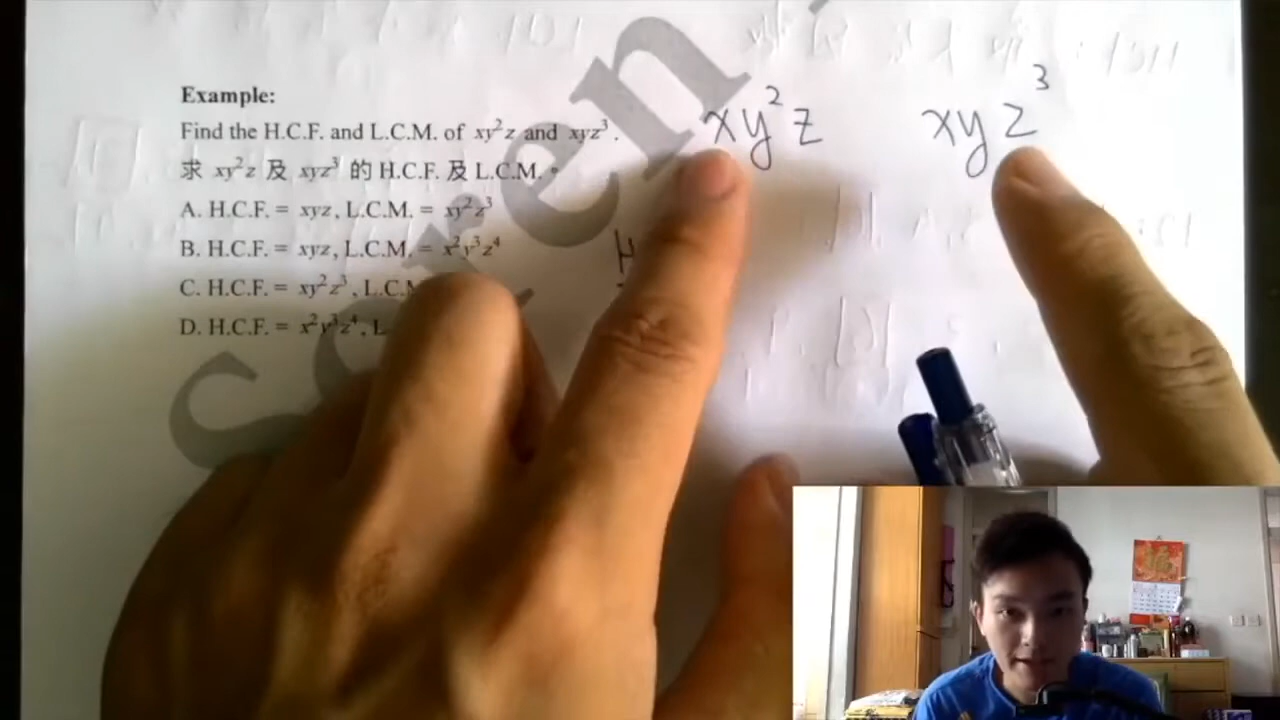 Example:
Find the H.C.F. and L.C.M. of xy²z and xyz³.
求 xy²z 及 xyz³ 的 H.C.F. 及 L.C.M.。
A. H.C.F. = xyz, L.C.M. = xy²z³
B. H.C.F. = xyz, L.C.M. = x²y³z⁴
C. H.C.F. = xy²z³, L.C.
D. H.C.F. = x²y³z⁴, L
xy²z xyz³
H